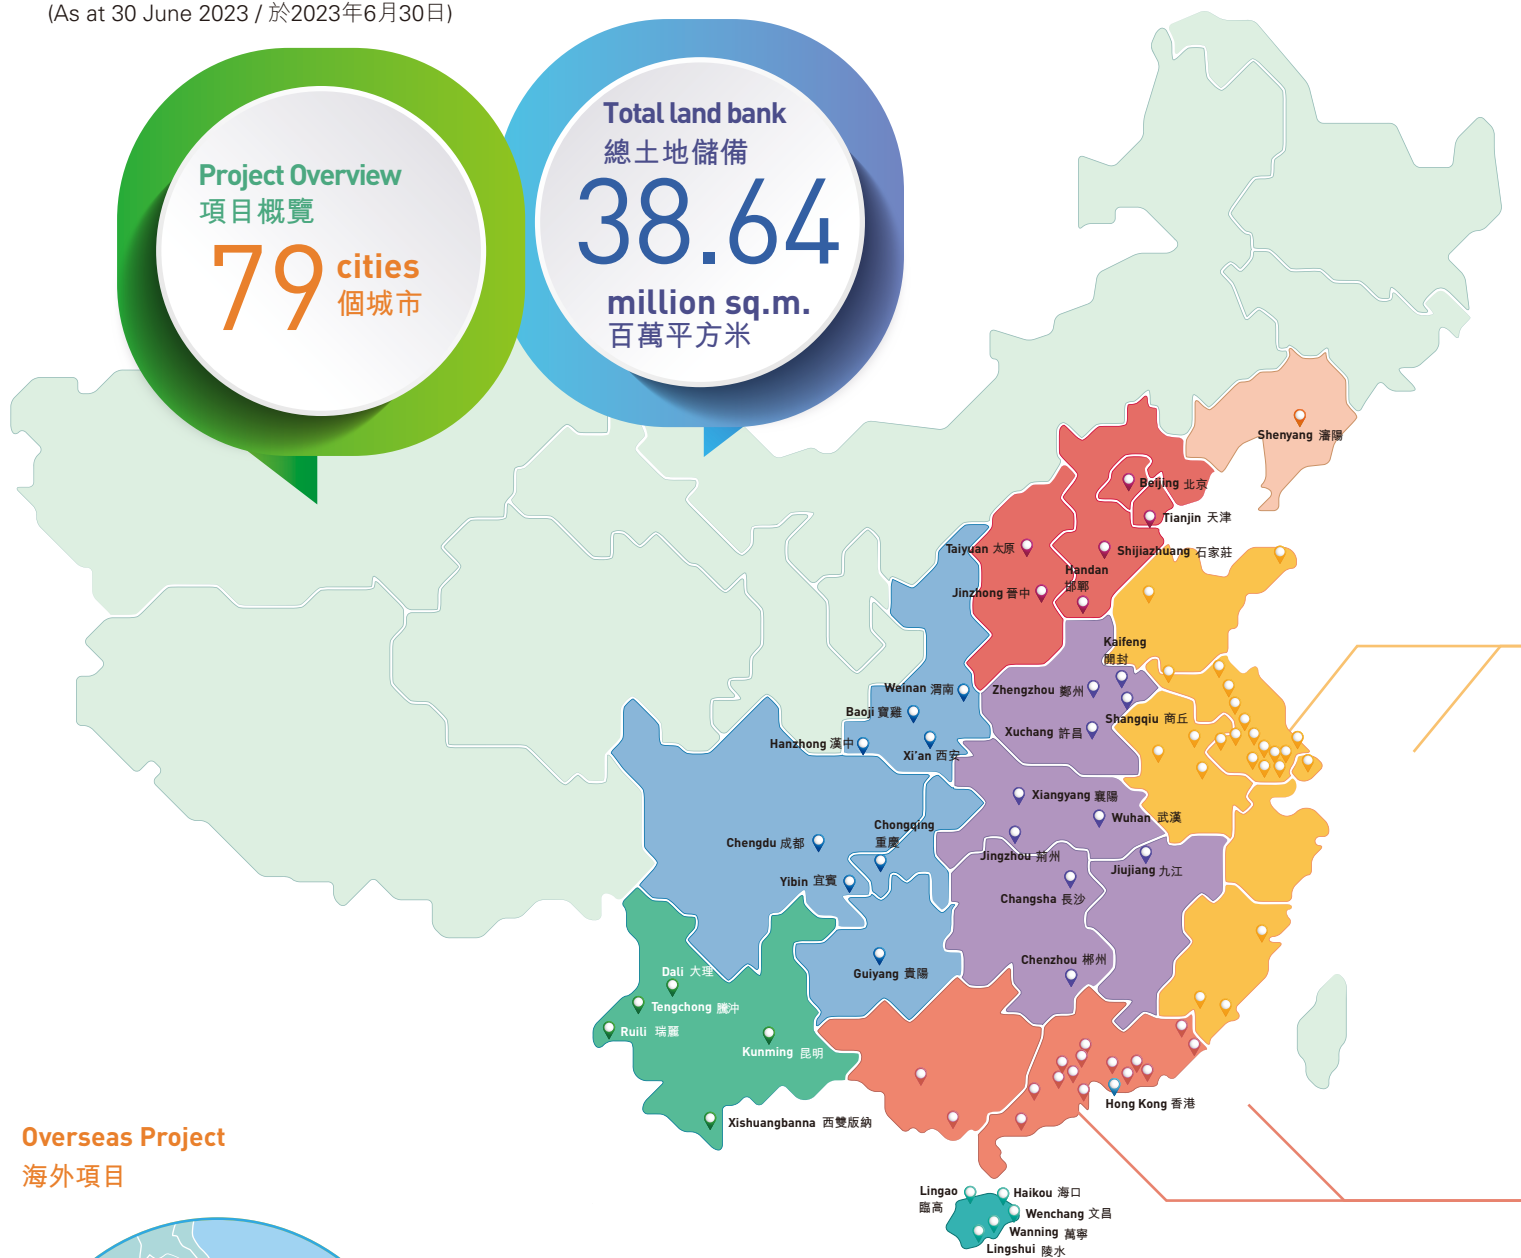 (As at 30 June 2023 / 於2023年6月30日)
Project Overview
項目概覽
79 cities
個城市
Total land bank
總土地儲備
38.64
million sq.m.
百萬平方米
Shenyang 瀋陽
Beijing 北京
Tianjin 天津
Taiyuan 太原
Shijiazhuang 石家莊
Handan
邯鄲
Jinzhong 晉中
Kaifeng
開封
Weinan 渭南
Zhengzhou 鄭州
Baoji 寶雞
Shangqiu 商丘
Xuchang 許昌
Hanzhong 漢中
Xi'an 西安
Xiangyang 襄陽
Wuhan 武漢
Chongqing
重慶
Chengdu 成都
Jingzhou 荊州
Jiujiang 九江
Yibin 宜賓
Changsha 長沙
Chenzhou 郴州
Guiyang 貴陽
Dali 大理
Tengchong 騰沖
Ruili 瑞麗
Kunming 昆明
Hong Kong 香港
Xishuangbanna 西雙版納
Overseas Project
海外項目
Lingao
臨高
Haikou 海口
Wenchang 文昌
Wanning 萬寧
Lingshui 陵水